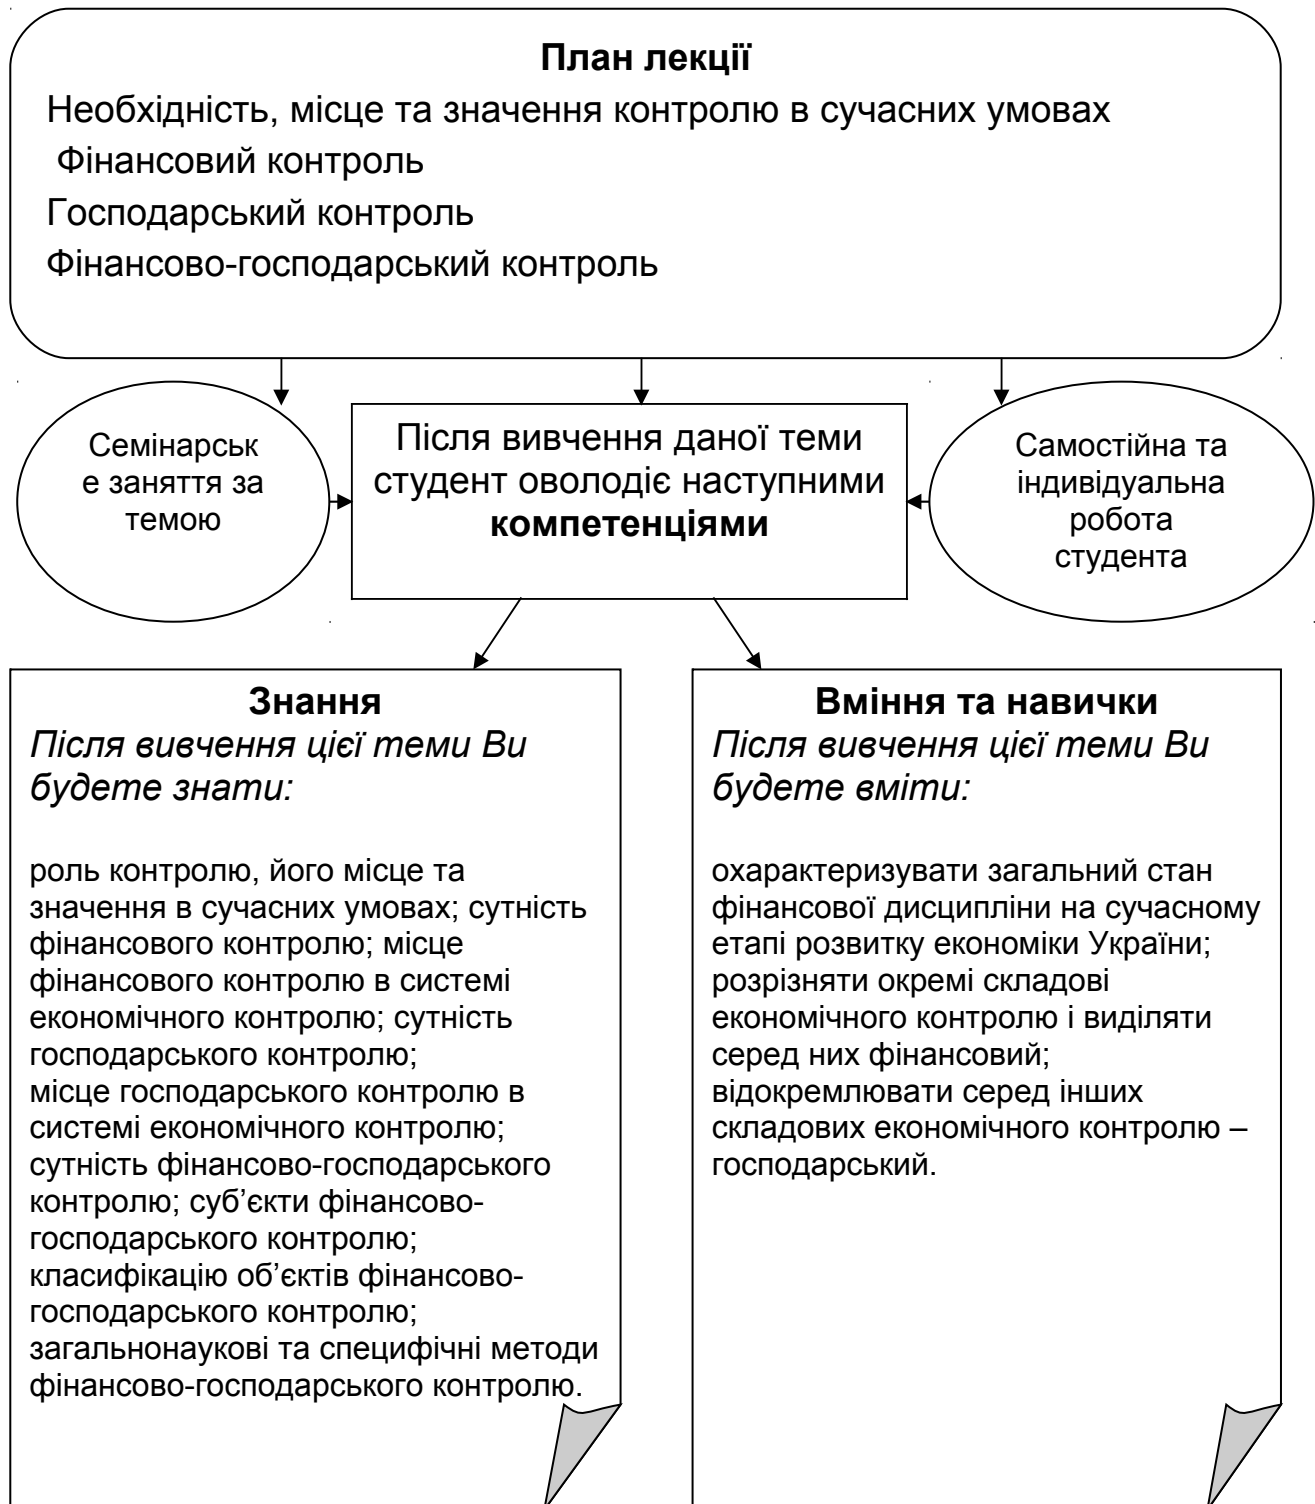 План лекції
Необхідність, місце та значення контролю в сучасних умовах
Фінансовий контроль
Господарський контроль
Фінансово-господарський контроль
Семінарськ
е заняття за
темою
Після вивчення даної теми
студент оволодіє наступними
компетенціями
Самостійна та
індивідуальна
робота
студента
Знання
Після вивчення цієї теми Ви
будете знати:
роль контролю, його місце та
значення в сучасних умовах; сутність
фінансового контролю; місце
фінансового контролю в системі
економічного контролю; сутність
господарського контролю;
місце господарського контролю в
системі економічного контролю;
сутність фінансово-господарського
контролю; суб’єкти фінансово-
господарського контролю;
класифікацію об’єктів фінансово-
господарського контролю;
загальнонаукові та специфічні методи
фінансово-господарського контролю.
Вміння та навички
Після вивчення цієї теми Ви
будете вміти:
охарактеризувати загальний стан
фінансової дисципліни на сучасному
етапі розвитку економіки України;
розрізняти окремі складові
економічного контролю і виділяти
серед них фінансовий;
відокремлювати серед інших
складових економічного контролю –
господарський.